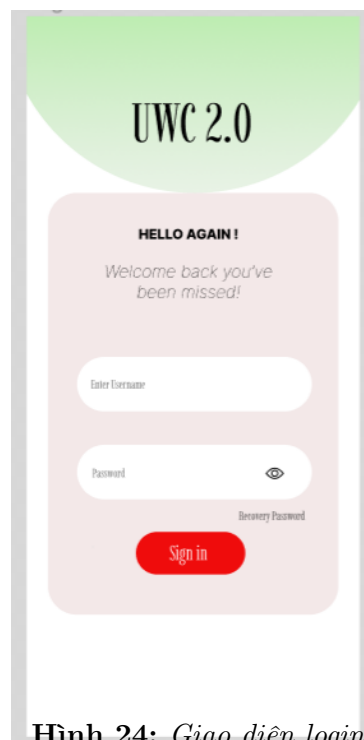 UWC 2.0
HELLO AGAIN !
Welcome back you've
been missed!
Enter Username
Password
Recovery Password
Sign in
Hình 24: Giao diện login